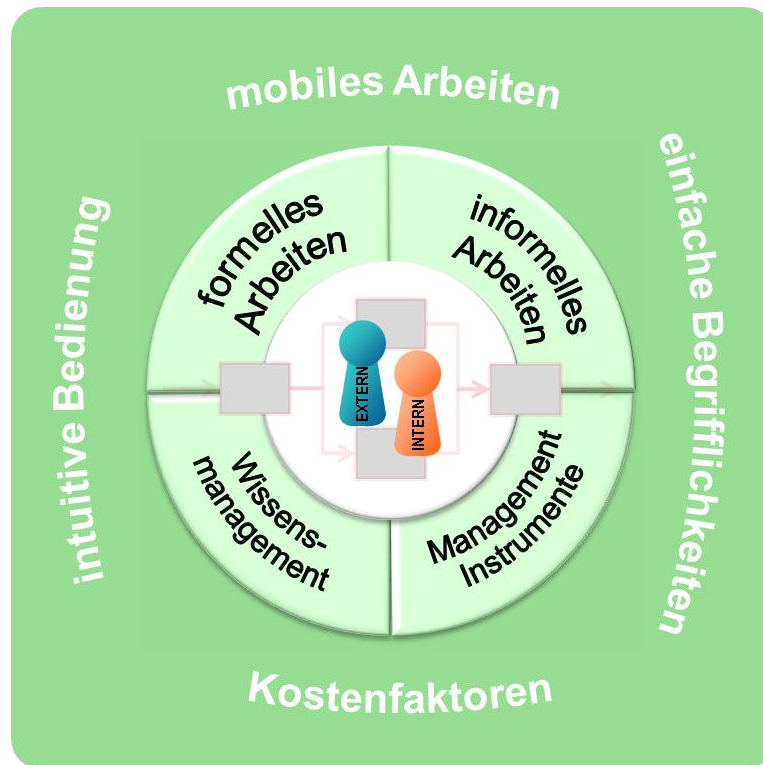 mobiles Arbeiten
intuitive Bedienung
einfache Begrifflichkeiten
formelles
Arbeiten
informelles
Arbeiten
EXTERN
INTERN
Wissens-
management
Management
Instrumente
Kostenfaktoren